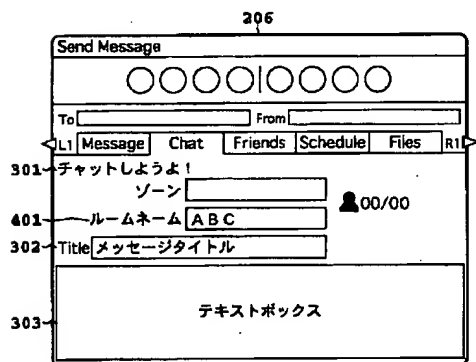 206
Send Message
To From
L1 Message Chat Friends Schedule Files R1
301 チャットしようよ!
ゾーン
00/00
401 ルームネーム ABC
302 Title メッセージタイトル
303 テキストボックス